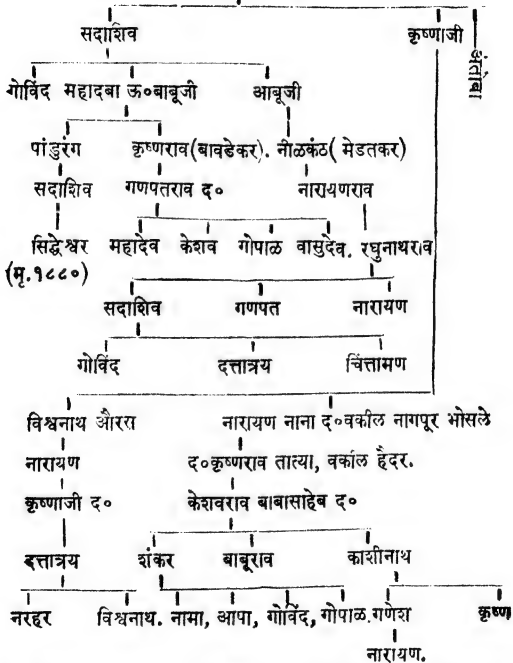 सदाशिव कृष्णाजी अंतोबा
गोविंद महादबा ऊ०बाबूजी आबूजी
पांडुरंग कृष्णराव(बावडेकर). नीळकंठ( मेडतकर)
सदाशिव गणपतराव द० नारायणराव
सिद्धेश्वर महादेव केशव गोपाळ वासुदेव. रघुनाथराव
(मृ.१८८०)
सदाशिव गणपत नारायण
गोविंद दत्तात्रय चिंत्तामण
विश्वनाथ औरस नारायण नाना द०वकील नागपूर भोसले
नारायण द०कृष्णराव तात्या, वकील हैदर.
कृष्णाजी द० केशवराव बाबासाहेब द०
दत्तात्रय शंकर बाबूराव काशीनाथ
नरहर विश्वनाथ. नामा, आपा, गोविंद, गोपाळ.गणेश कृष्ण
नारायण.